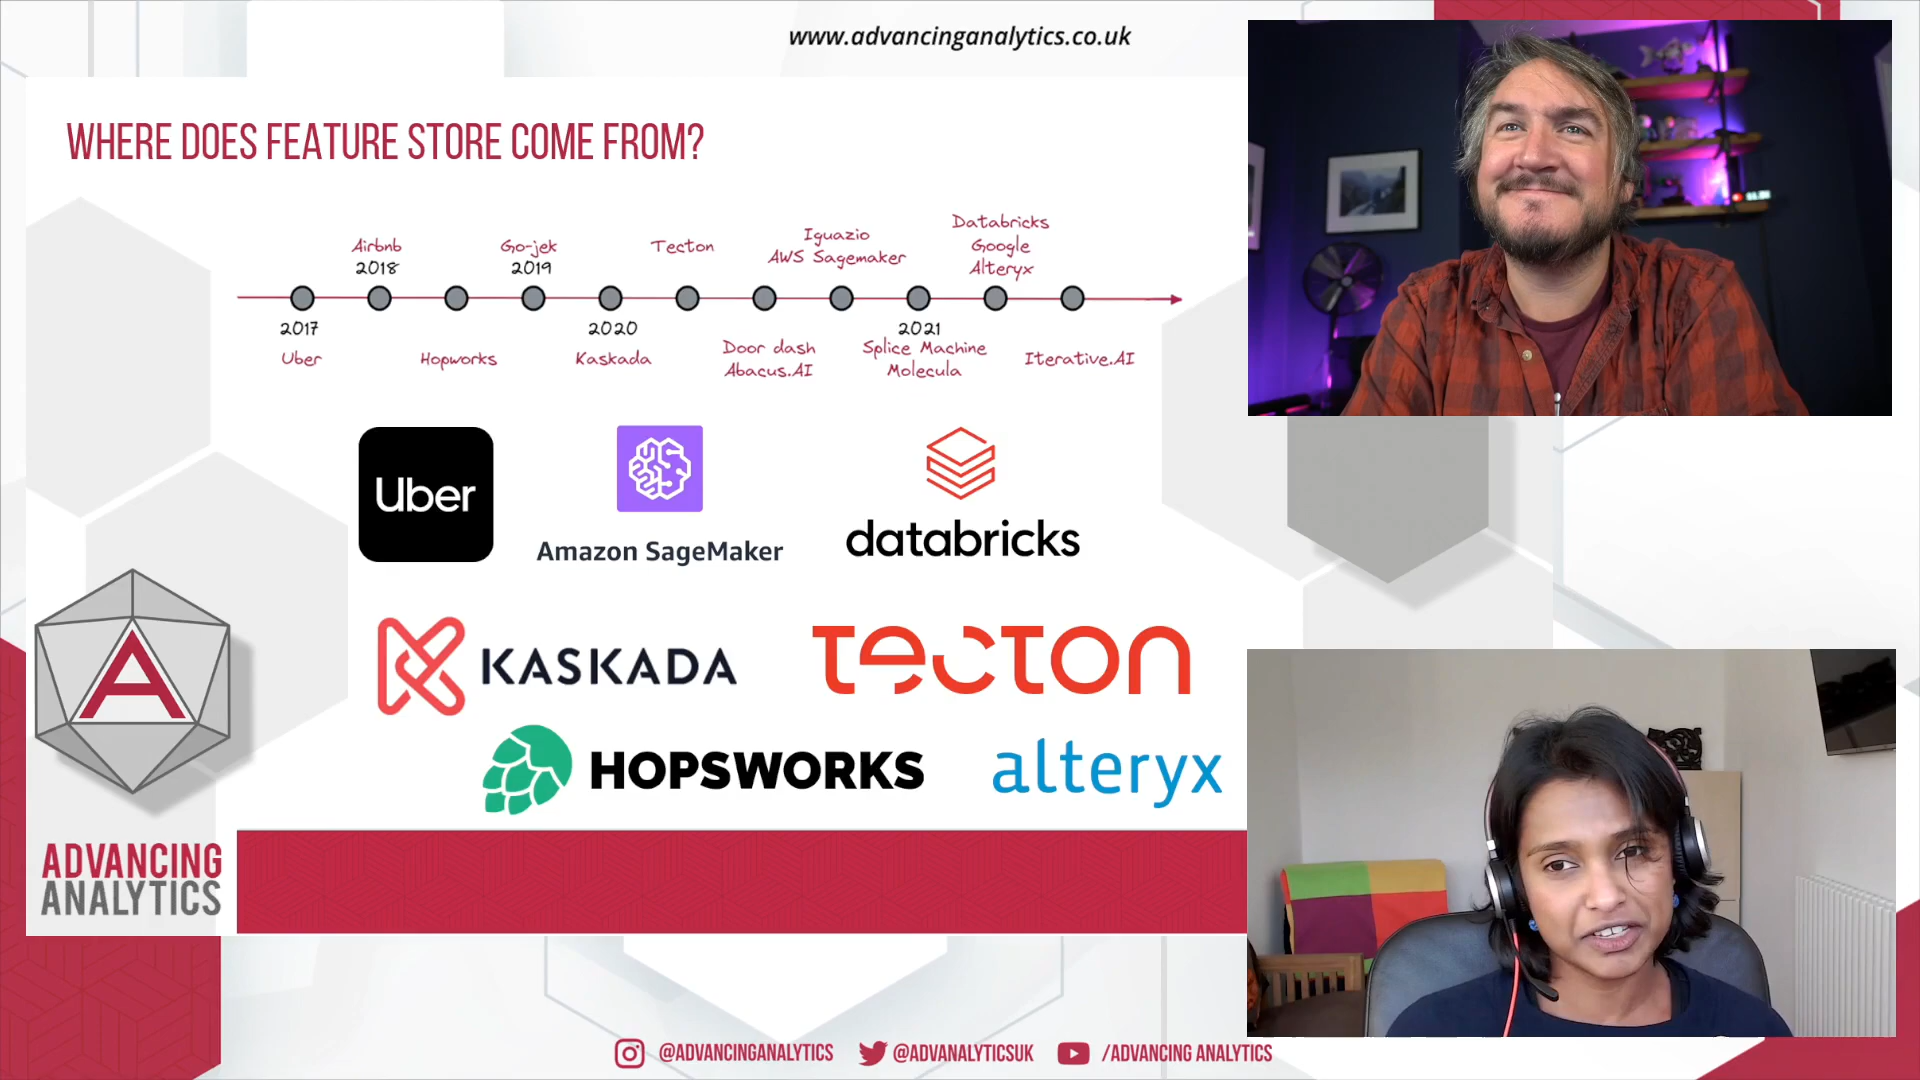 www.advancinganalytics.co.uk
WHERE DOES FEATURE STORE COME FROM?
Airbnb
2018
Go-jek
2019
Tecton
Iguazio
AWS Sagemaker
Databricks
Google
Alteryx
2017
Uber
Hopworks
2020
Kaskada
Door dash
Abacus.AI
2021
Splice Machine
Molecula
Iterative.AI
Uber
Amazon SageMaker
databricks
KASKADA
TECTON
HOPSWORKS
alteryx
A
ADVANCING
ANALYTICS
@ADVANCINGANALYTICS
@ADVANALYTICSUK
/ADVANCING ANALYTICS